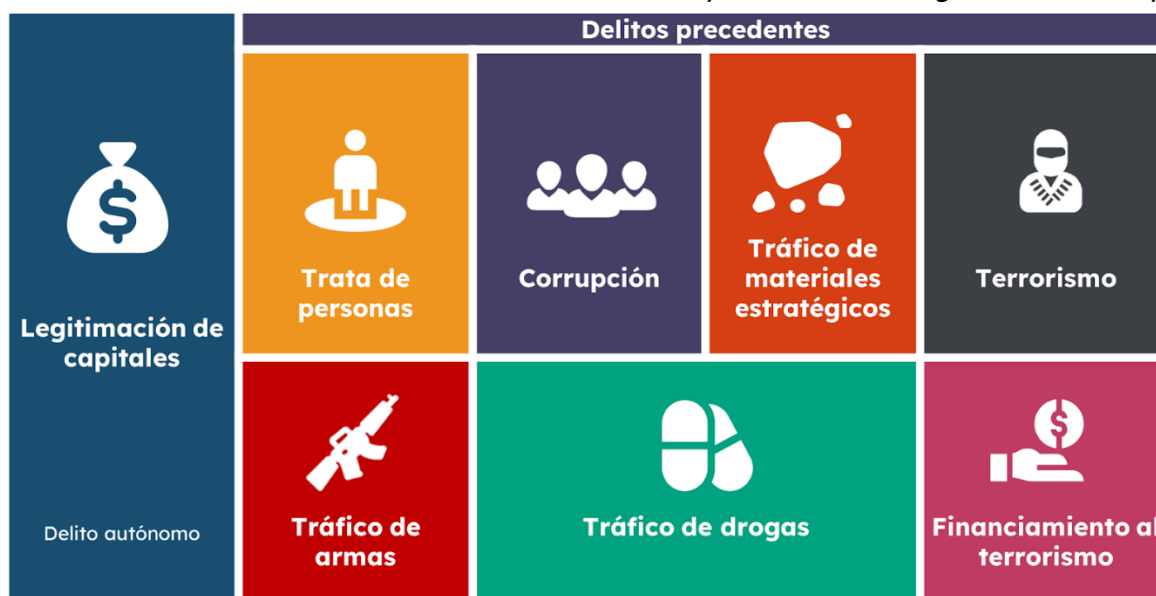 Delitos precedentes
Legitimación de
capitales
Delito autónomo
Trata de
personas
Corrupción
Tráfico de
materiales
estratégicos
Terrorismo
Tráfico de
armas
Tráfico de drogas
Financiamiento al
terrorismo